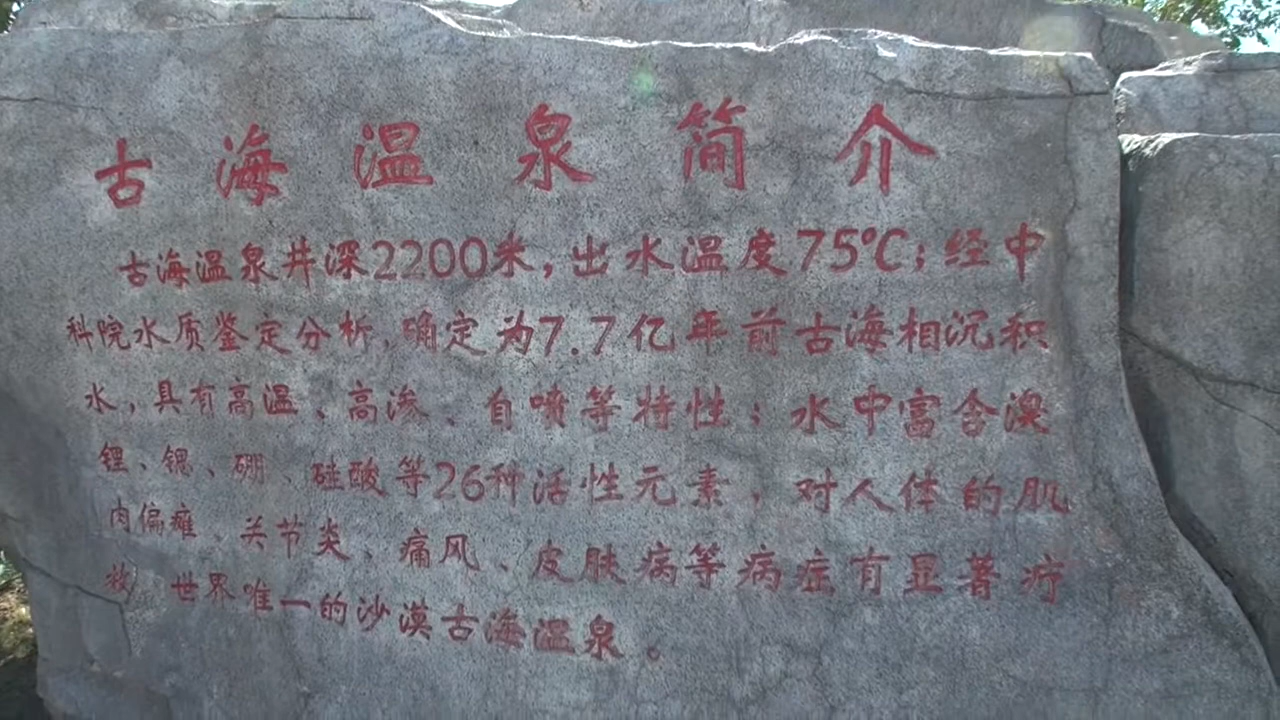 古海温泉简介
古海温泉井深2200米,出水温度75℃;经中
科院水质鉴定分析,确定为7.7亿年前古海相沉积
水,具有高温、高渗、自喷等特性;水中富含溴
锂、锶、硼、硅酸等26种活性元素,对人体的肌
肉偏瘫、关节炎、痛风、皮肤病等病症有显著疗
效 世界唯一的沙漠古海温泉。